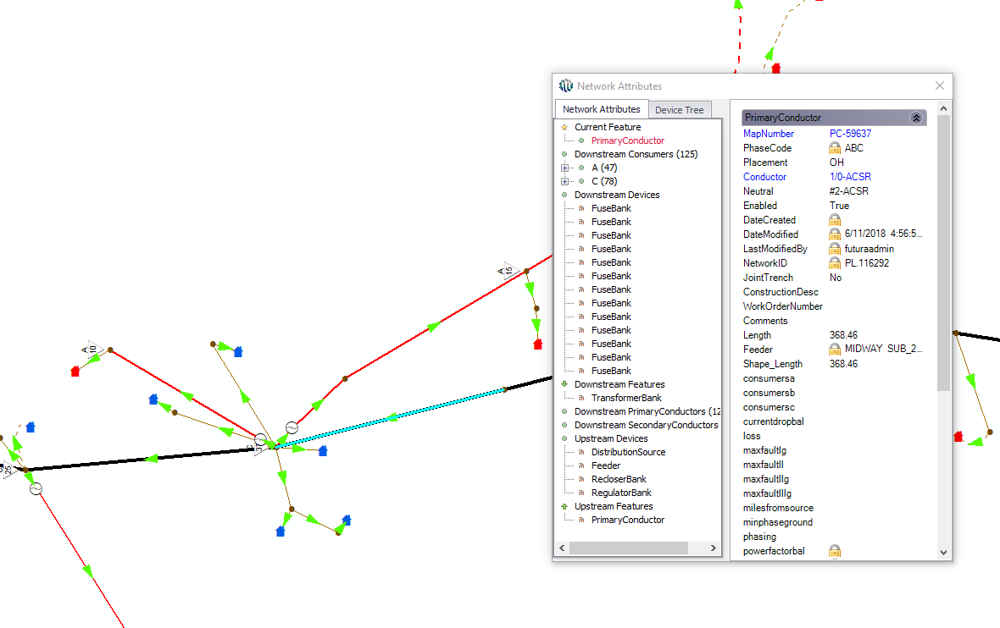 Network Attributes
Network Attributes
Device Tree
Current Feature
PrimaryConductor
Downstream Consumers (125)
A (47)
C (78)
Downstream Devices
FuseBank
FuseBank
FuseBank
FuseBank
FuseBank
FuseBank
FuseBank
FuseBank
FuseBank
FuseBank
FuseBank
FuseBank
FuseBank
Downstream Features
TransformerBank
Downstream PrimaryConductors (12
Downstream SecondaryConductors
Upstream Devices
DistributionSource
Feeder
RecloserBank
RegulatorBank
Upstream Features
PrimaryConductor
PrimaryConductor
MapNumber PC-59637
PhaseCode ABC
Placement OH
Conductor 1/0-ACSR
Neutral #2-ACSR
Enabled True
DateCreated
DateModified 6/11/2018 4:56:5...
LastModifiedBy futuraadmin
NetworkID PL.116292
JointTrench No
ConstructionDesc
WorkOrderNumber
Comments
Length 368.46
Feeder MIDWAY SUB_2...
Shape_Length 368.46
consumersa
consumersb
consumersc
currentdropbal
loss
maxfaultlg
maxfaultll
maxfaultllg
maxfaultlllg
milesfromsource
minphaseground
phasing
powerfactorbal
A 15
A 10
C 37
25